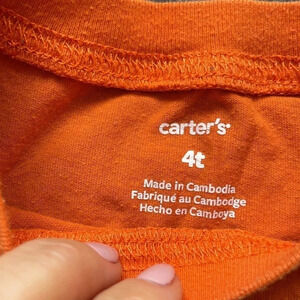 carter's
4t
Made in Cambodia
Fabriqué au Cambodge
Hecho en Camboya